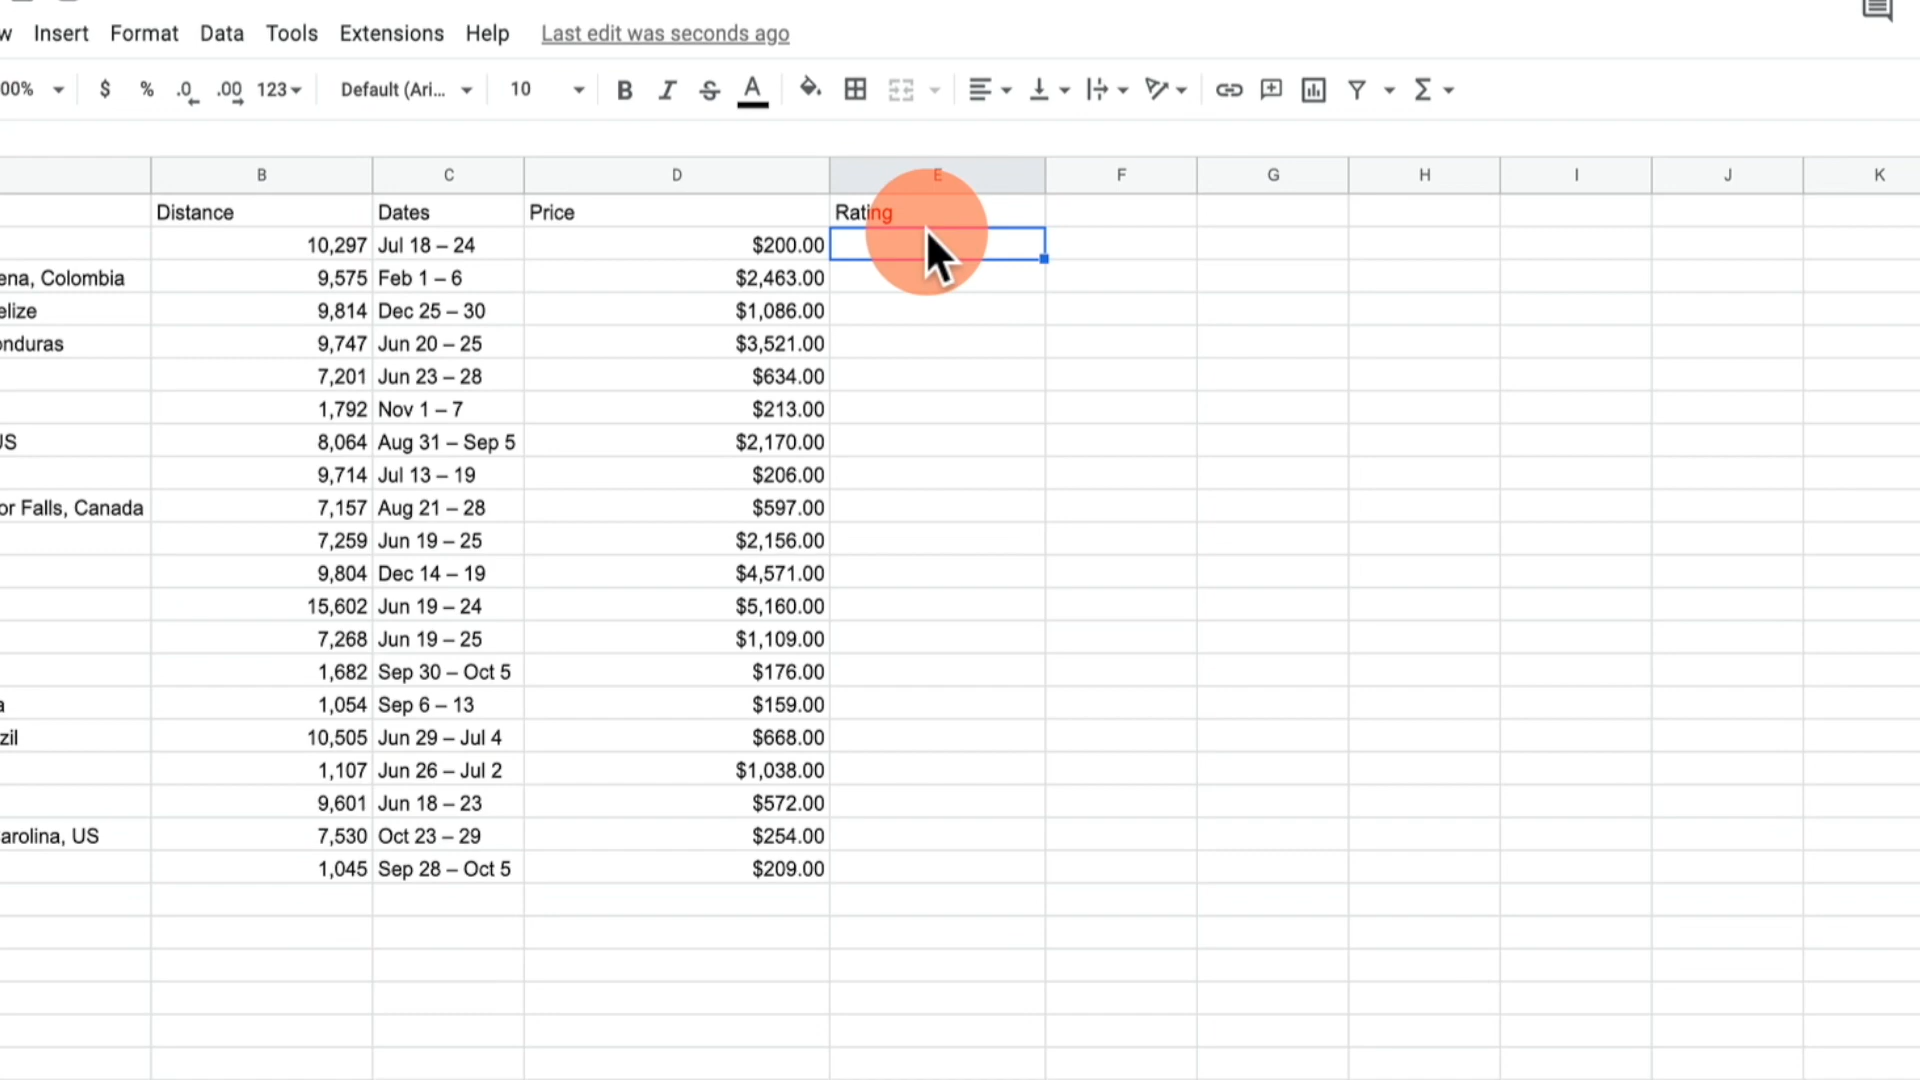 w Insert Format Data Tools Extensions Help Last edit was seconds ago
00% $ % .0 .00 123 Default (Ari... 10 B I S A
B C D E F G H I J K
Distance Dates Price Rating
10,297 Jul 18 – 24 $200.00
ena, Colombia 9,575 Feb 1 – 6 $2,463.00
elize 9,814 Dec 25 – 30 $1,086.00
onduras 9,747 Jun 20 – 25 $3,521.00
7,201 Jun 23 – 28 $634.00
1,792 Nov 1 – 7 $213.00
US 8,064 Aug 31 – Sep 5 $2,170.00
9,714 Jul 13 – 19 $206.00
or Falls, Canada 7,157 Aug 21 – 28 $597.00
7,259 Jun 19 – 25 $2,156.00
9,804 Dec 14 – 19 $4,571.00
15,602 Jun 19 – 24 $5,160.00
7,268 Jun 19 – 25 $1,109.00
1,682 Sep 30 – Oct 5 $176.00
a 1,054 Sep 6 – 13 $159.00
zil 10,505 Jun 29 – Jul 4 $668.00
1,107 Jun 26 – Jul 2 $1,038.00
9,601 Jun 18 – 23 $572.00
arolina, US 7,530 Oct 23 – 29 $254.00
1,045 Sep 28 – Oct 5 $209.00